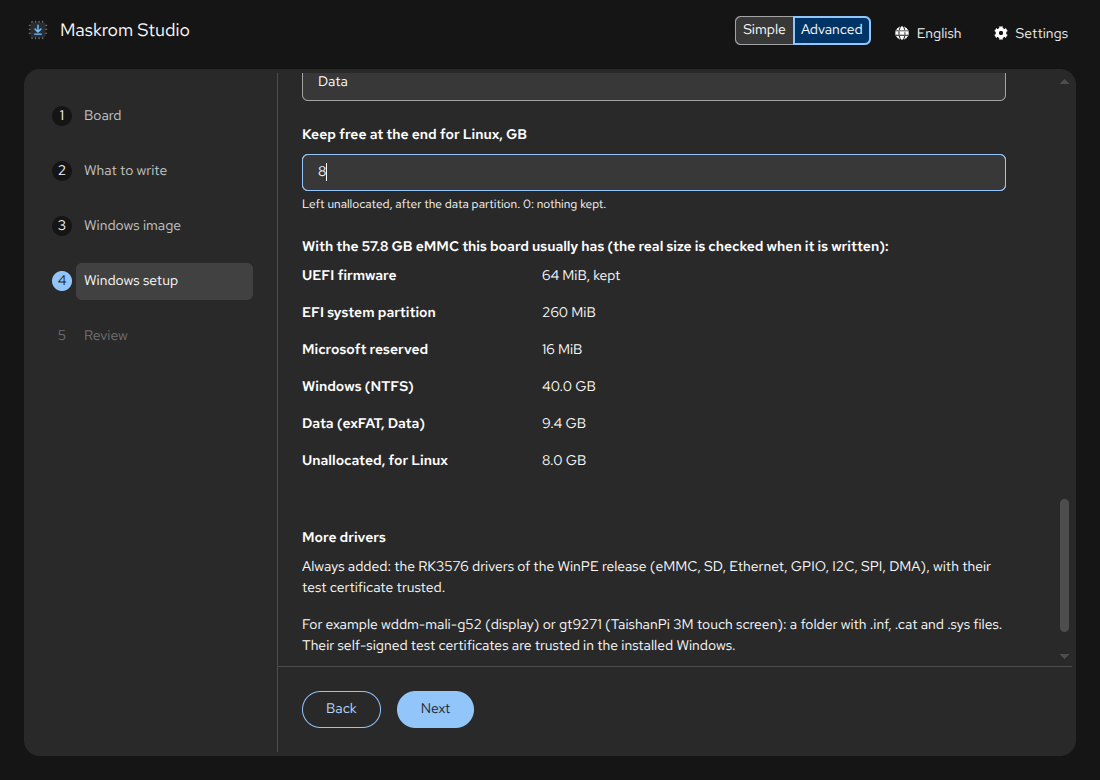 Maskrom Studio
Simple
Advanced
English
Settings
1 Board
2 What to write
3 Windows image
4 Windows setup
5 Review
Data
Keep free at the end for Linux, GB
8
Left unallocated, after the data partition. 0: nothing kept.
With the 57.8 GB eMMC this board usually has (the real size is checked when it is written):
UEFI firmware 64 MiB, kept
EFI system partition 260 MiB
Microsoft reserved 16 MiB
Windows (NTFS) 40.0 GB
Data (exFAT, Data) 9.4 GB
Unallocated, for Linux 8.0 GB
More drivers
Always added: the RK3576 drivers of the WinPE release (eMMC, SD, Ethernet, GPIO, I2C, SPI, DMA), with their
test certificate trusted.
For example wddm-mali-g52 (display) or gt9271 (TaishanPi 3M touch screen): a folder with .inf, .cat and .sys files.
Their self-signed test certificates are trusted in the installed Windows.
Back
Next